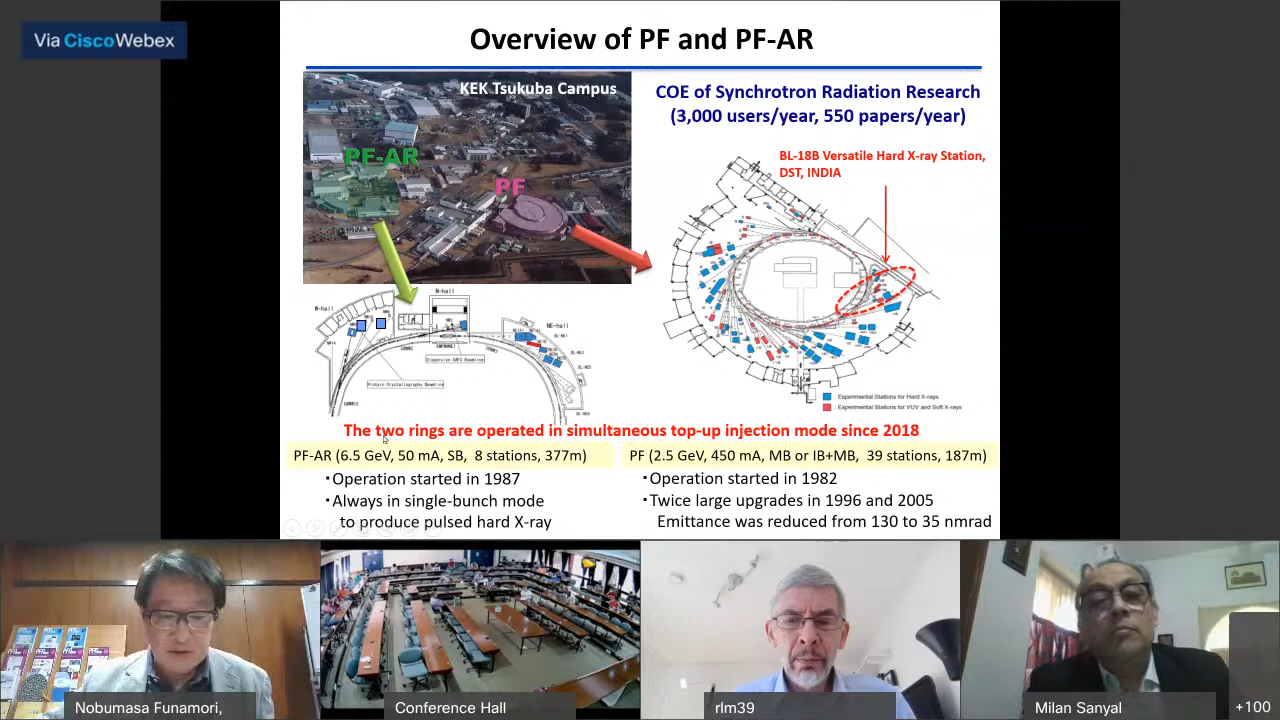 Via CiscoWebex
Overview of PF and PF-AR
KEK Tsukuba Campus
PF-AR
PF
COE of Synchrotron Radiation Research
(3,000 users/year, 550 papers/year)
BL-18B Versatile Hard X-ray Station,
DST, INDIA
W-hall
N-hall
NE-hall
Dispersive XAFS Beamline
Protein Crystallography Beamline
: Experimental Stations for Hard X-rays
: Experimental Stations for VUV and Soft X-rays
The two rings are operated in simultaneous top-up injection mode since 2018
PF-AR (6.5 GeV, 50 mA, SB, 8 stations, 377m)
・Operation started in 1987
・Always in single-bunch mode
to produce pulsed hard X-ray
PF (2.5 GeV, 450 mA, MB or IB+MB, 39 stations, 187m)
・Operation started in 1982
・Twice large upgrades in 1996 and 2005
Emittance was reduced from 130 to 35 nmrad
Nobumasa Funamori,
Conference Hall
rlm39
Milan Sanyal
+100